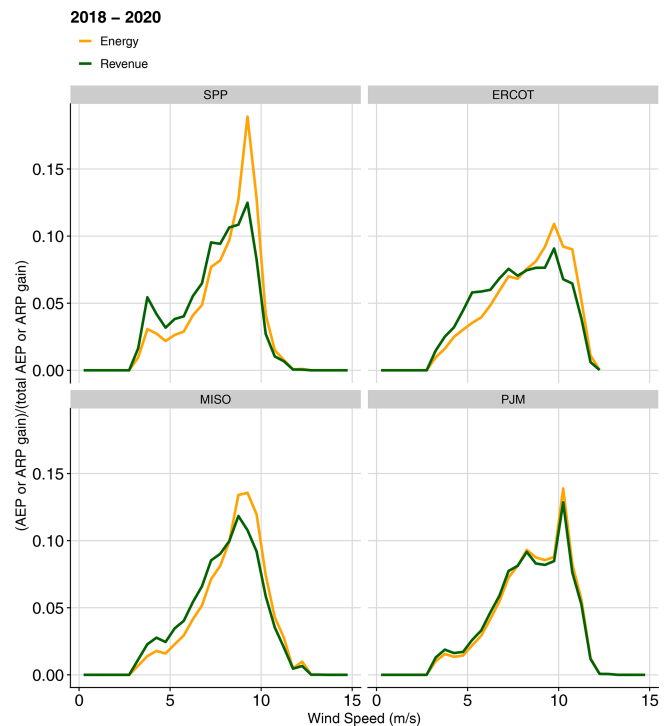 2018 − 2020
Energy
Revenue
SPP
ERCOT
0.15
0.10
0.05
0.00
MISO
PJM
0.15
0.10
0.05
0.00
0 5 10 15 0 5 10 15
Wind Speed (m/s)
(AEP or ARP gain)/(total AEP or ARP gain)